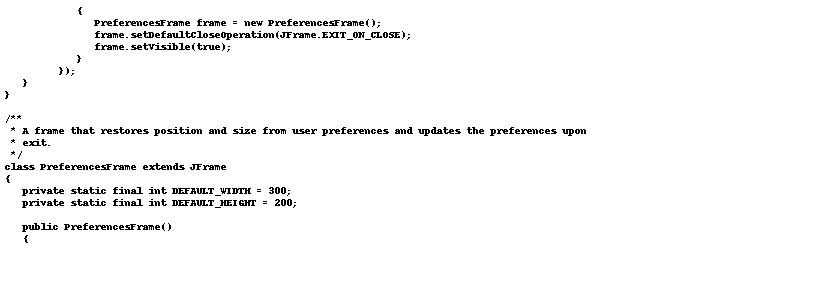 {
               PreferencesFrame frame = new PreferencesFrame();
               frame.setDefaultCloseOperation(JFrame.EXIT_ON_CLOSE);
               frame.setVisible(true);
            }
         });
   }
}

/**
 * A frame that restores position and size from user preferences and updates the preferences upon
 * exit.
 */
class PreferencesFrame extends JFrame
{
   private static final int DEFAULT_WIDTH = 300;
   private static final int DEFAULT_HEIGHT = 200;

   public PreferencesFrame()
   {